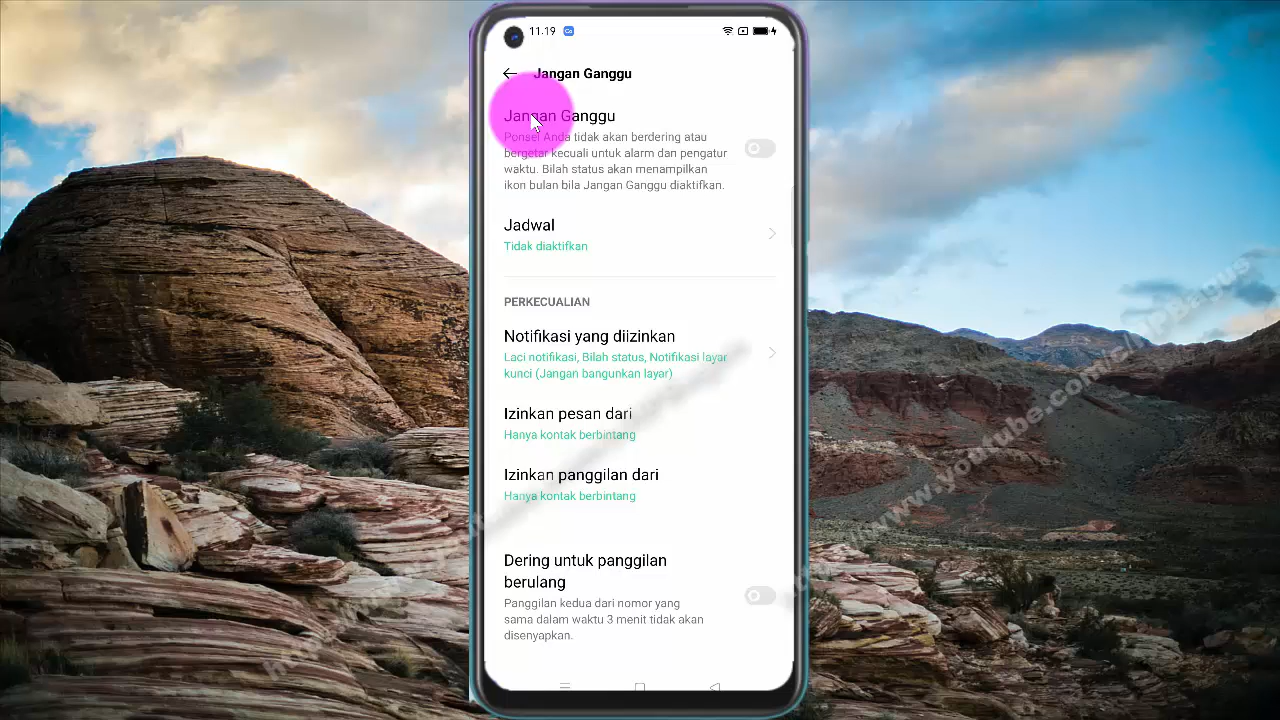 11.19
Jangan Ganggu
Jangan Ganggu
Ponsel Anda tidak akan berdering atau
bergetar kecuali untuk alarm dan pengatur
waktu. Bilah status akan menampilkan
ikon bulan bila Jangan Ganggu diaktifkan.
Jadwal
Tidak diaktifkan
PERKECUALIAN
Notifikasi yang diizinkan
Laci notifikasi, Bilah status, Notifikasi layar
kunci (Jangan bangunkan layar)
Izinkan pesan dari
Hanya kontak berbintang
Izinkan panggilan dari
Hanya kontak berbintang
Dering untuk panggilan
berulang
Panggilan kedua dari nomor yang
sama dalam waktu 3 menit tidak akan
disenyapkan.